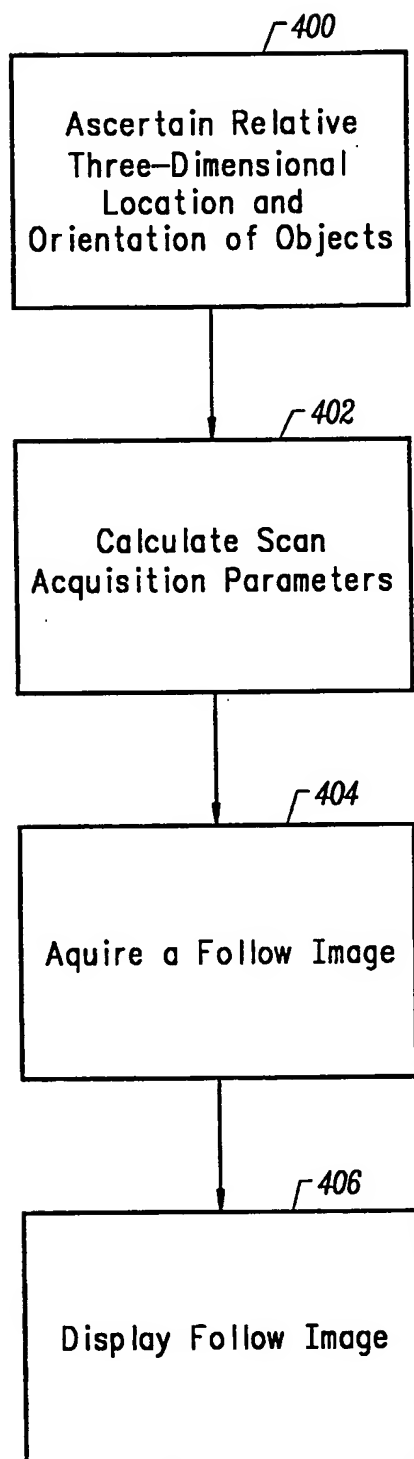 400
Ascertain Relative
Three-Dimensional
Location and
Orientation of Objects
402
Calculate Scan
Acquisition Parameters
404
Aquire a Follow Image
406
Display Follow Image